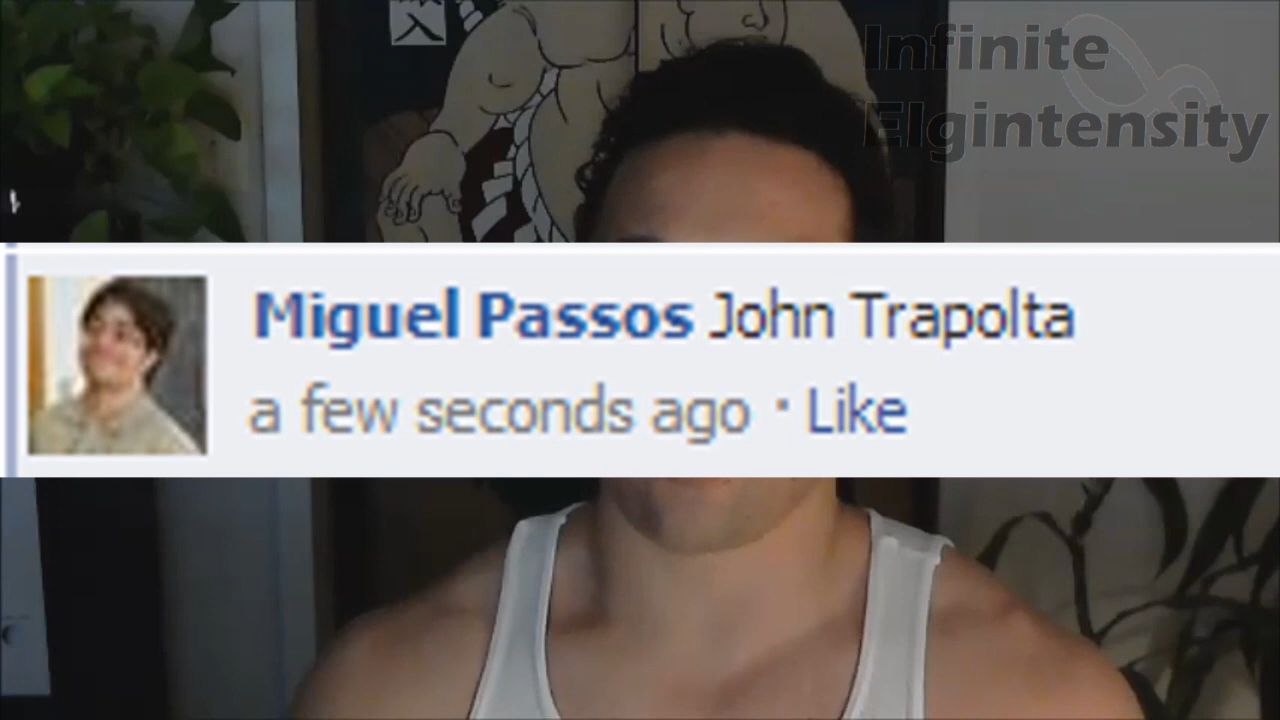 Infinite
Elgintensity
Miguel Passos John Trapolta
a few seconds ago · Like